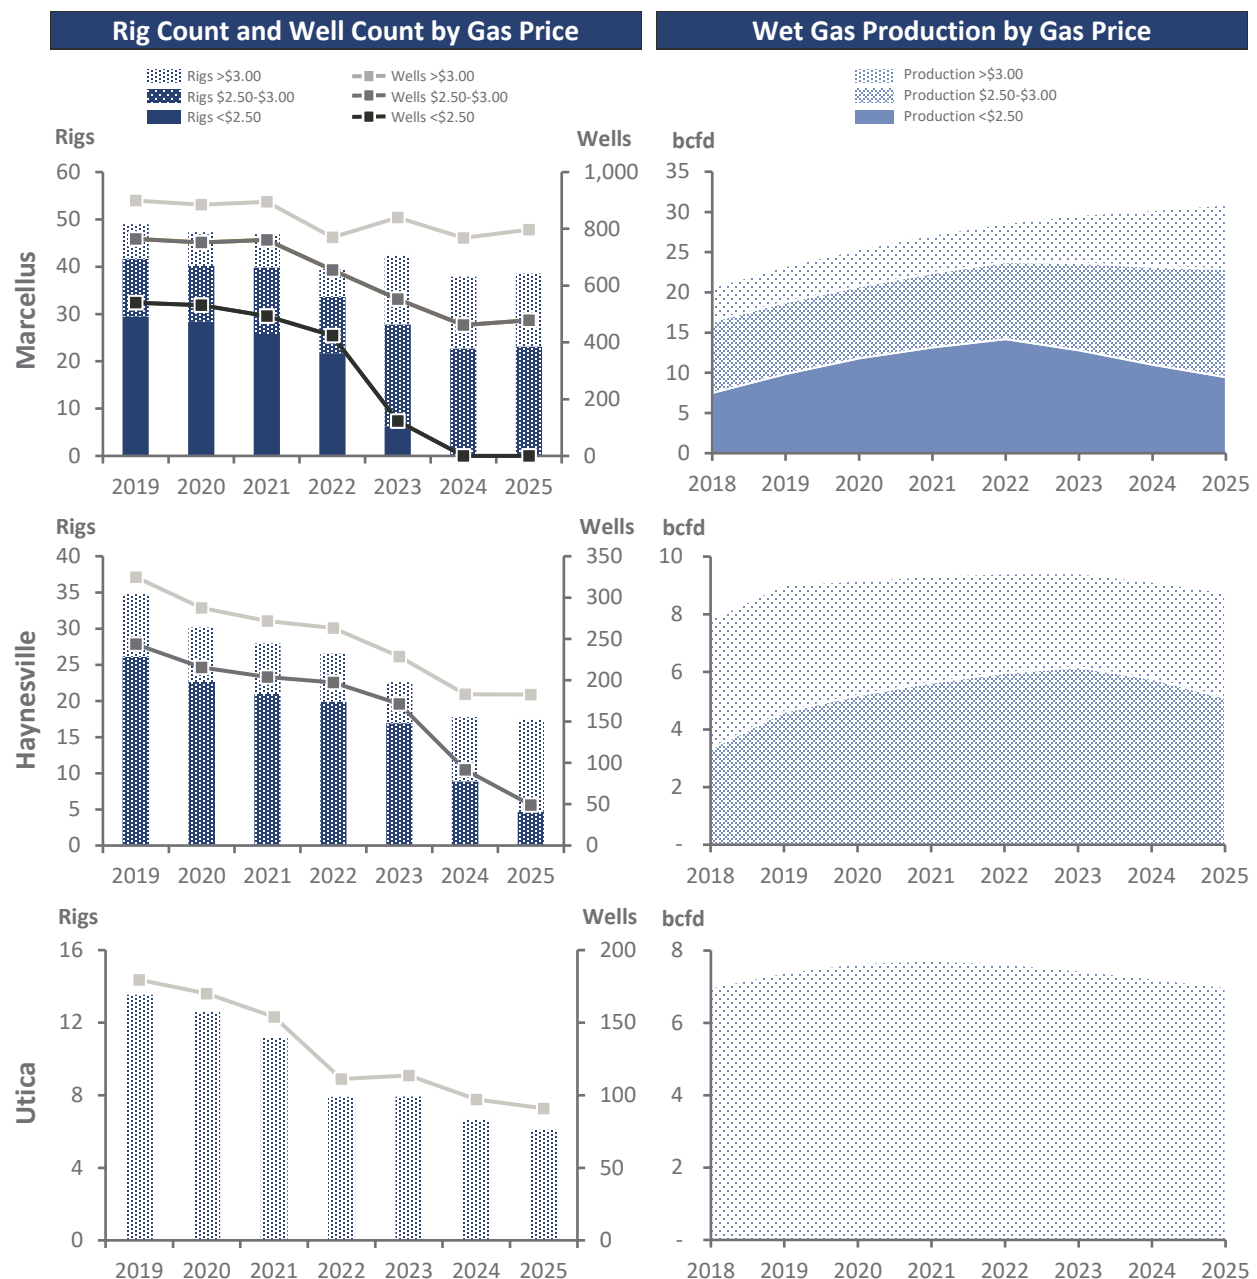 Rig Count and Well Count by Gas Price
Wet Gas Production by Gas Price
Rigs >$3.00
Rigs $2.50-$3.00
Rigs <$2.50
Wells >$3.00
Wells $2.50-$3.00
Wells <$2.50
Production >$3.00
Production $2.50-$3.00
Production <$2.50
Marcellus
Rigs
Wells
60
50
40
30
20
10
0
1,000
800
600
400
200
0
2019 2020 2021 2022 2023 2024 2025
bcfd
35
30
25
20
15
10
5
0
2018 2019 2020 2021 2022 2023 2024 2025
Haynesville
Rigs
Wells
40
35
30
25
20
15
10
5
0
350
300
250
200
150
100
50
0
2019 2020 2021 2022 2023 2024 2025
bcfd
10
8
6
4
2
-
2018 2019 2020 2021 2022 2023 2024 2025
Utica
Rigs
Wells
16
12
8
4
0
200
150
100
50
0
2019 2020 2021 2022 2023 2024 2025
bcfd
8
6
4
2
-
2018 2019 2020 2021 2022 2023 2024 2025